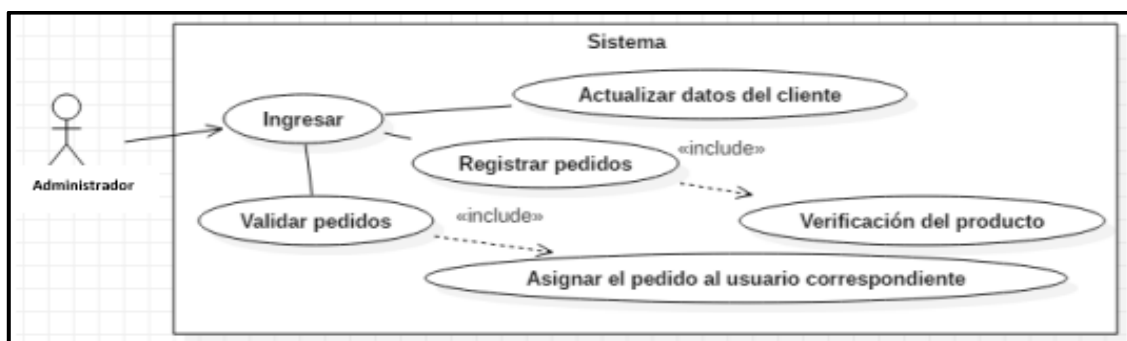 Sistema
Actualizar datos del cliente
Ingresar
Registrar pedidos
«include»
Administrador
Validar pedidos
«include»
Verificación del producto
Asignar el pedido al usuario correspondiente